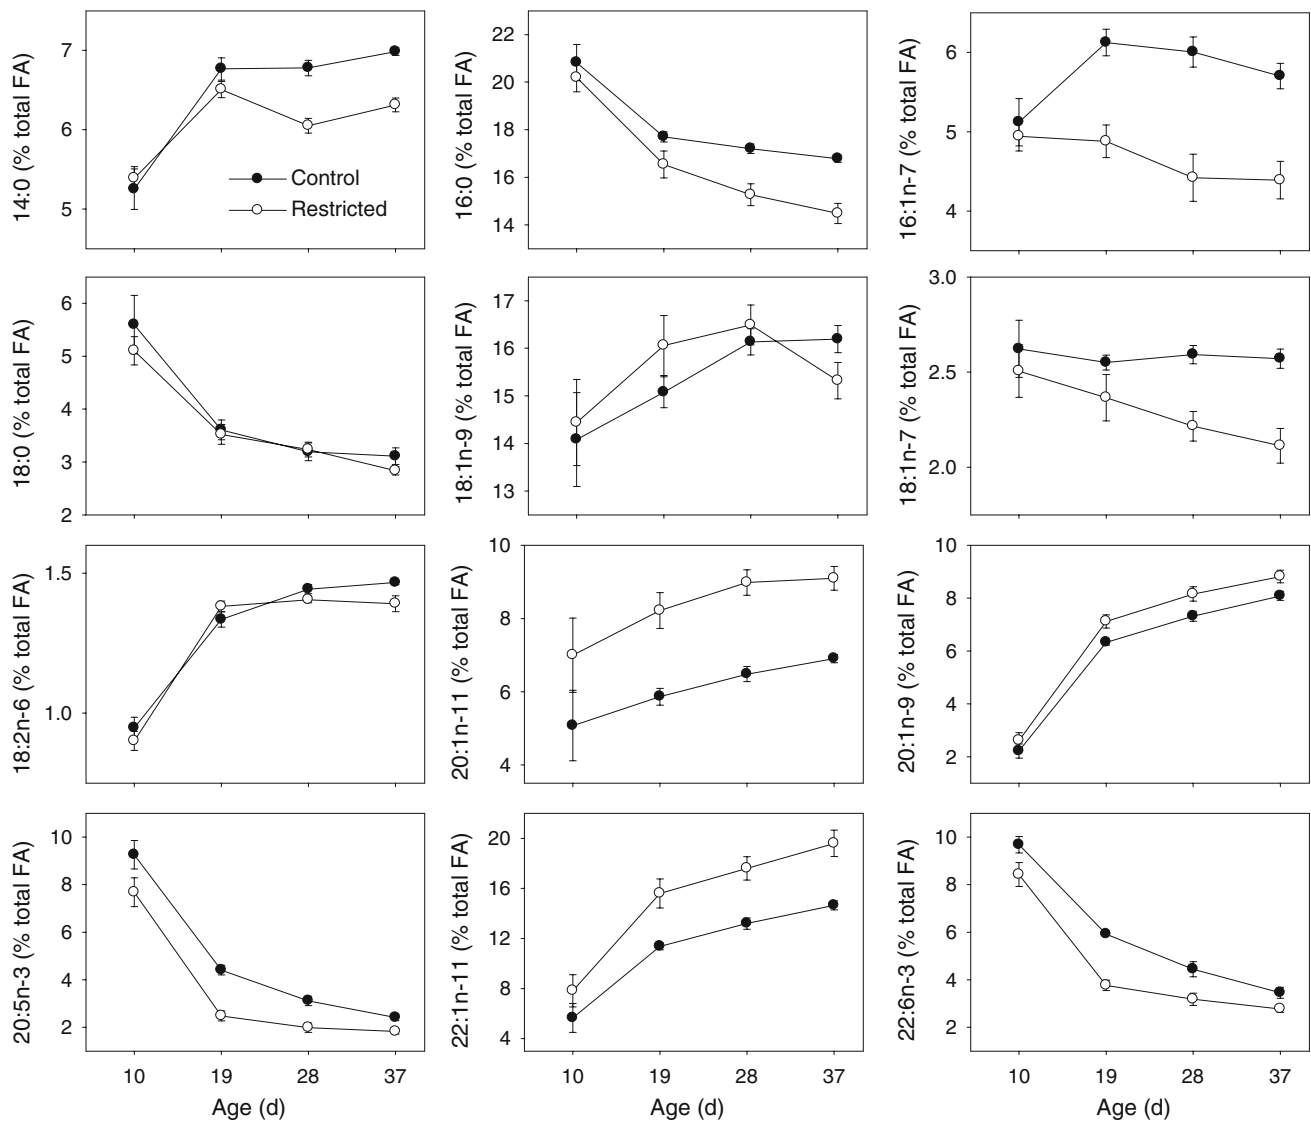 14:0 (% total FA)
7
6
5
Control
Restricted
16:0 (% total FA)
22
20
18
16
14
16:1n-7 (% total FA)
6
5
4
18:0 (% total FA)
6
5
4
3
2
18:1n-9 (% total FA)
17
16
15
14
13
18:1n-7 (% total FA)
3.0
2.5
2.0
18:2n-6 (% total FA)
1.5
1.0
20:1n-11 (% total FA)
10
8
6
4
20:1n-9 (% total FA)
10
8
6
4
2
20:5n-3 (% total FA)
10
8
6
4
2
10 19 28 37
Age (d)
22:1n-11 (% total FA)
20
16
12
8
4
10 19 28 37
Age (d)
22:6n-3 (% total FA)
10
8
6
4
2
10 19 28 37
Age (d)